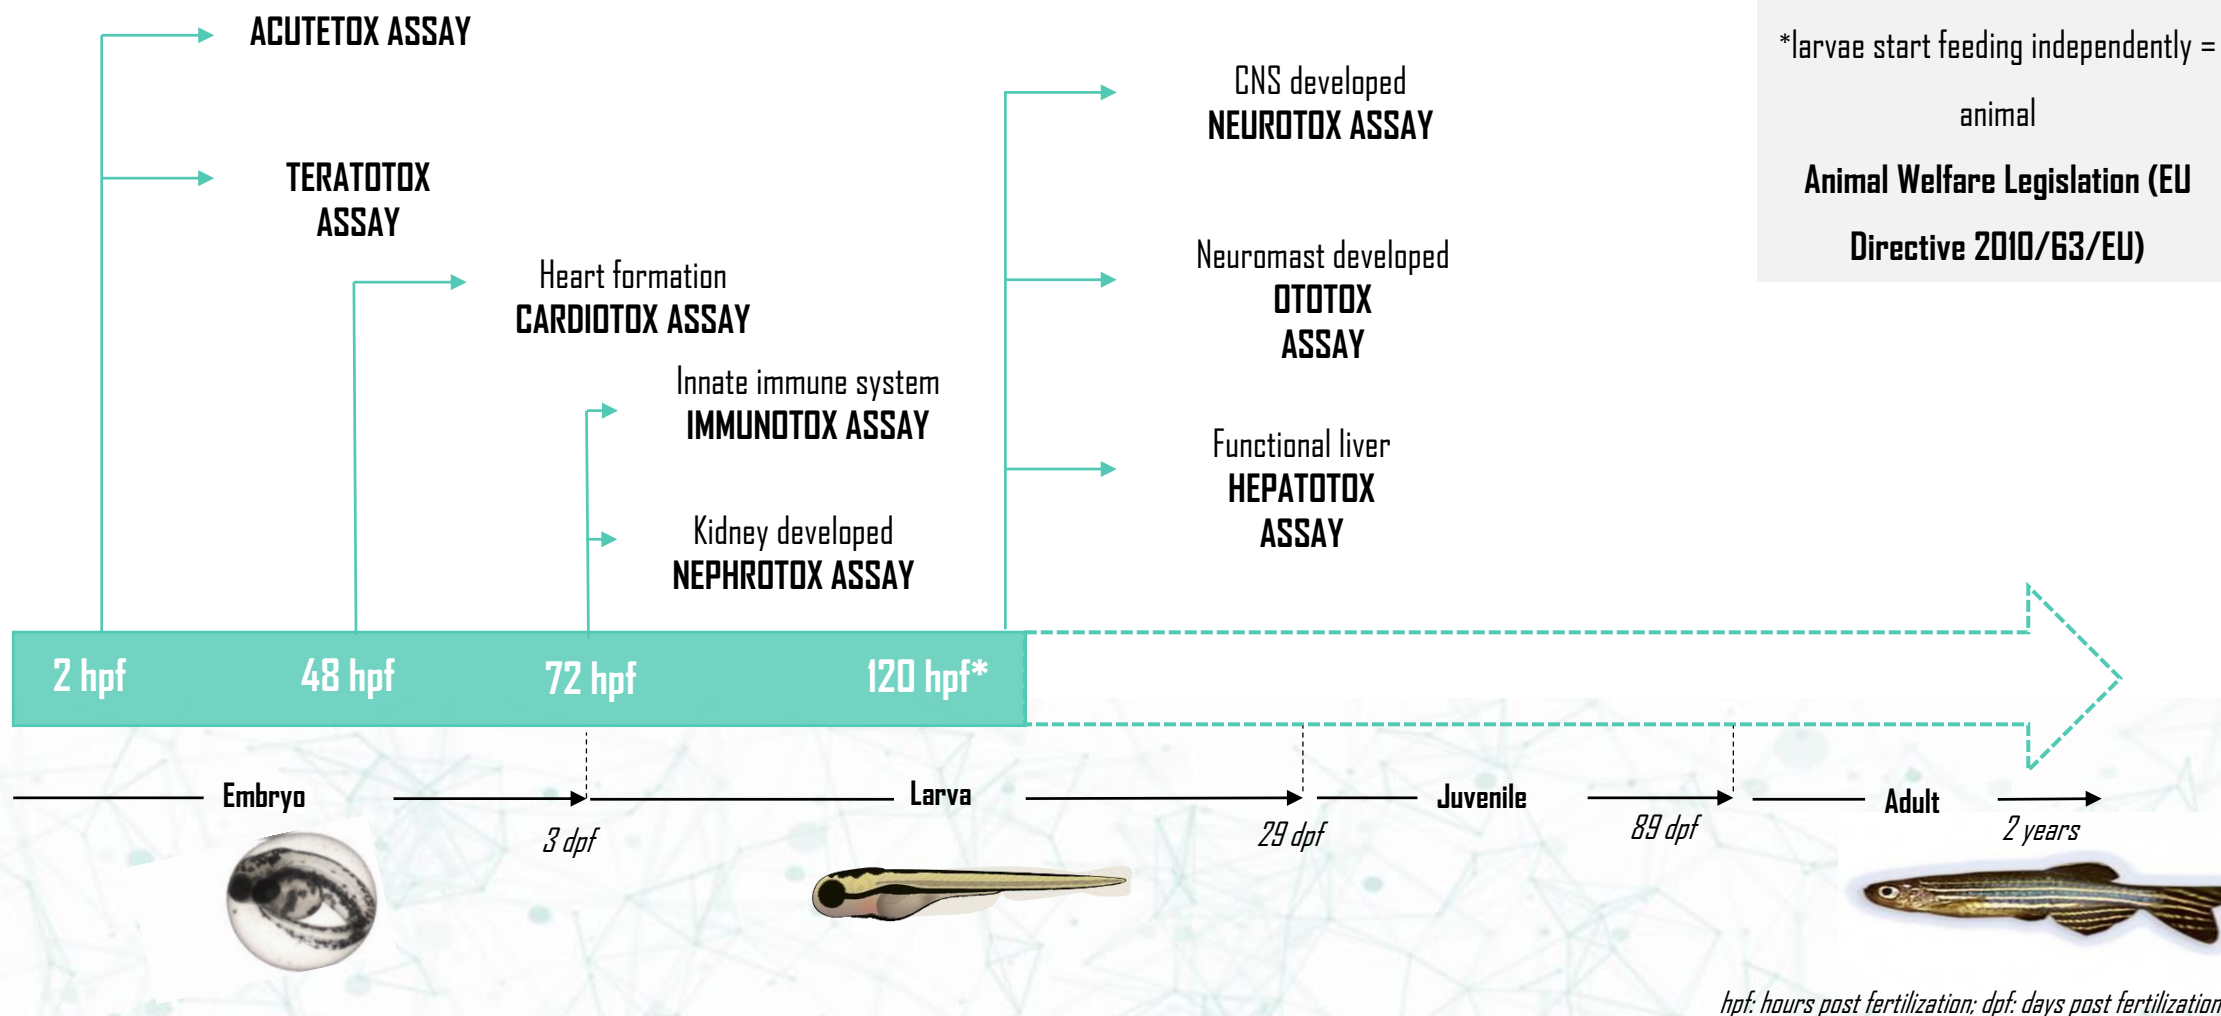 ACUTETOX ASSAY
TERATOTOX
ASSAY
Heart formation
CARDIOTOX ASSAY
Innate immune system
IMMUNOTOX ASSAY
Kidney developed
NEPHROTOX ASSAY
CNS developed
NEUROTOX ASSAY
Neuromast developed
OTOTOX
ASSAY
Functional liver
HEPATOTOX
ASSAY
*larvae start feeding independently =
animal
Animal Welfare Legislation (EU
Directive 2010/63/EU)
2 hpf
48 hpf
72 hpf
120 hpf*
Embryo
3 dpf
Larva
29 dpf
Juvenile
89 dpf
Adult
2 years
hpf: hours post fertilization; dpf: days post fertilization